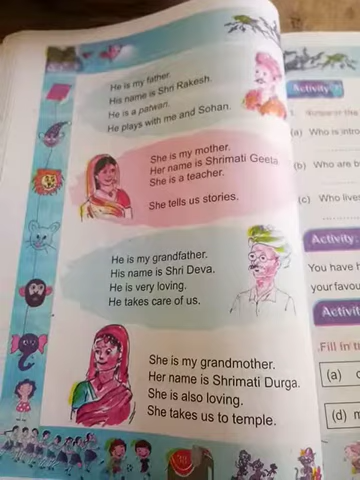 He is my father.
His name is Shri Rakesh.
He is a patwari.
He plays with me and Sohan.
She is my mother.
Her name is Shrimati Geeta
She is a teacher.
She tells us stories.
He is my grandfather.
His name is Shri Deva.
He is very loving.
He takes care of us.
She is my grandmother.
Her name is Shrimati Durga.
She is also loving.
She takes us to temple.
Activity
(a) Who is
(b) Who are
(c) Who
Activity
You have
your
Fill in
(a)
(d)